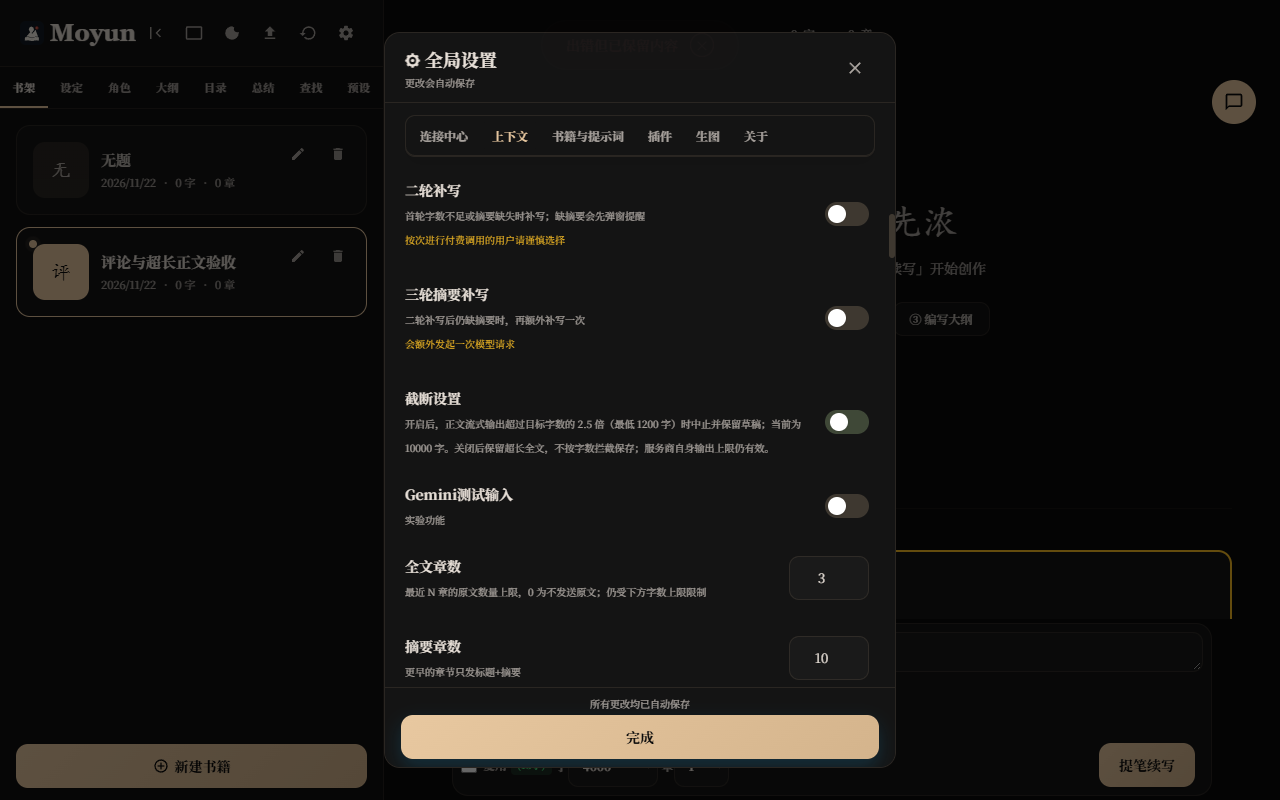 Moyun
书架 设定 角色 大纲 目录 总结 查找 预设
无
无题
2026/11/22 · 0 字 · 0 章
评
评论与超长正文验收
2026/11/22 · 0 字 · 0 章
新建书籍
全局设置
更改会自动保存
连接中心 上下文 书籍与提示词 插件 生图 关于
二轮补写
首轮字数不足或摘要缺失时补写；缺摘要会先弹窗提醒
按次进行付费调用的用户请谨慎选择
三轮摘要补写
二轮补写后仍缺摘要时，再额外补写一次
会额外发起一次模型请求
截断设置
开启后，正文流式输出超过目标字数的 2.5 倍（最低 1200 字）时中止并保留草稿；当前为
10000 字。关闭后保留超长全文，不按字数拦截保存；服务商自身输出上限仍有效。
Gemini测试输入
实验功能
全文章数
最近 N 章的原文数量上限，0 为不发送原文；仍受下方字数上限限制
3
摘要章数
更早的章节只发标题+摘要
10
所有更改均已自动保存
完成
先浓
写」开始创作
③ 编写大纲
提笔续写